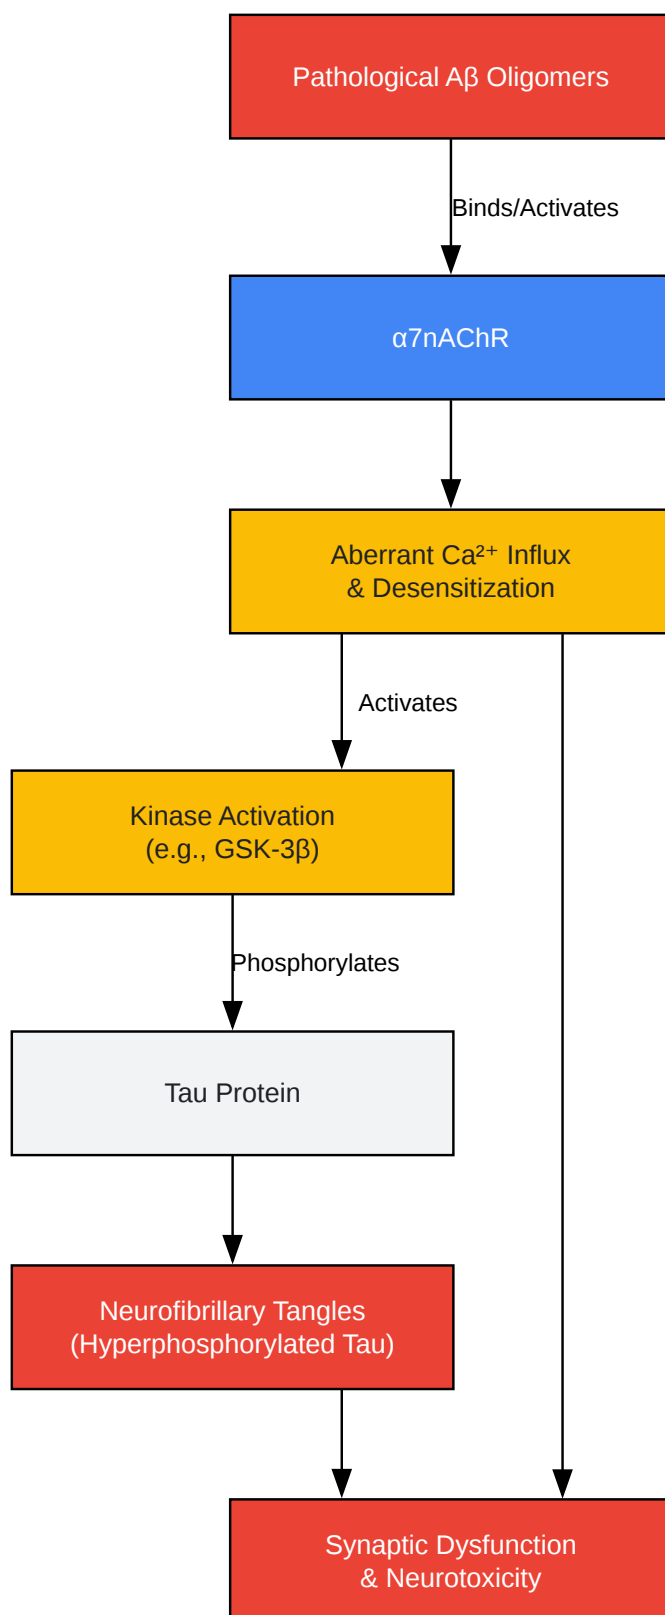 Pathological Aβ Oligomers
Binds/Activates
α7nAChR
Aberrant Ca²⁺ Influx
& Desensitization
Activates
Kinase Activation
(e.g., GSK-3β)
Phosphorylates
Tau Protein
Neurofibrillary Tangles
(Hyperphosphorylated Tau)
Synaptic Dysfunction
& Neurotoxicity